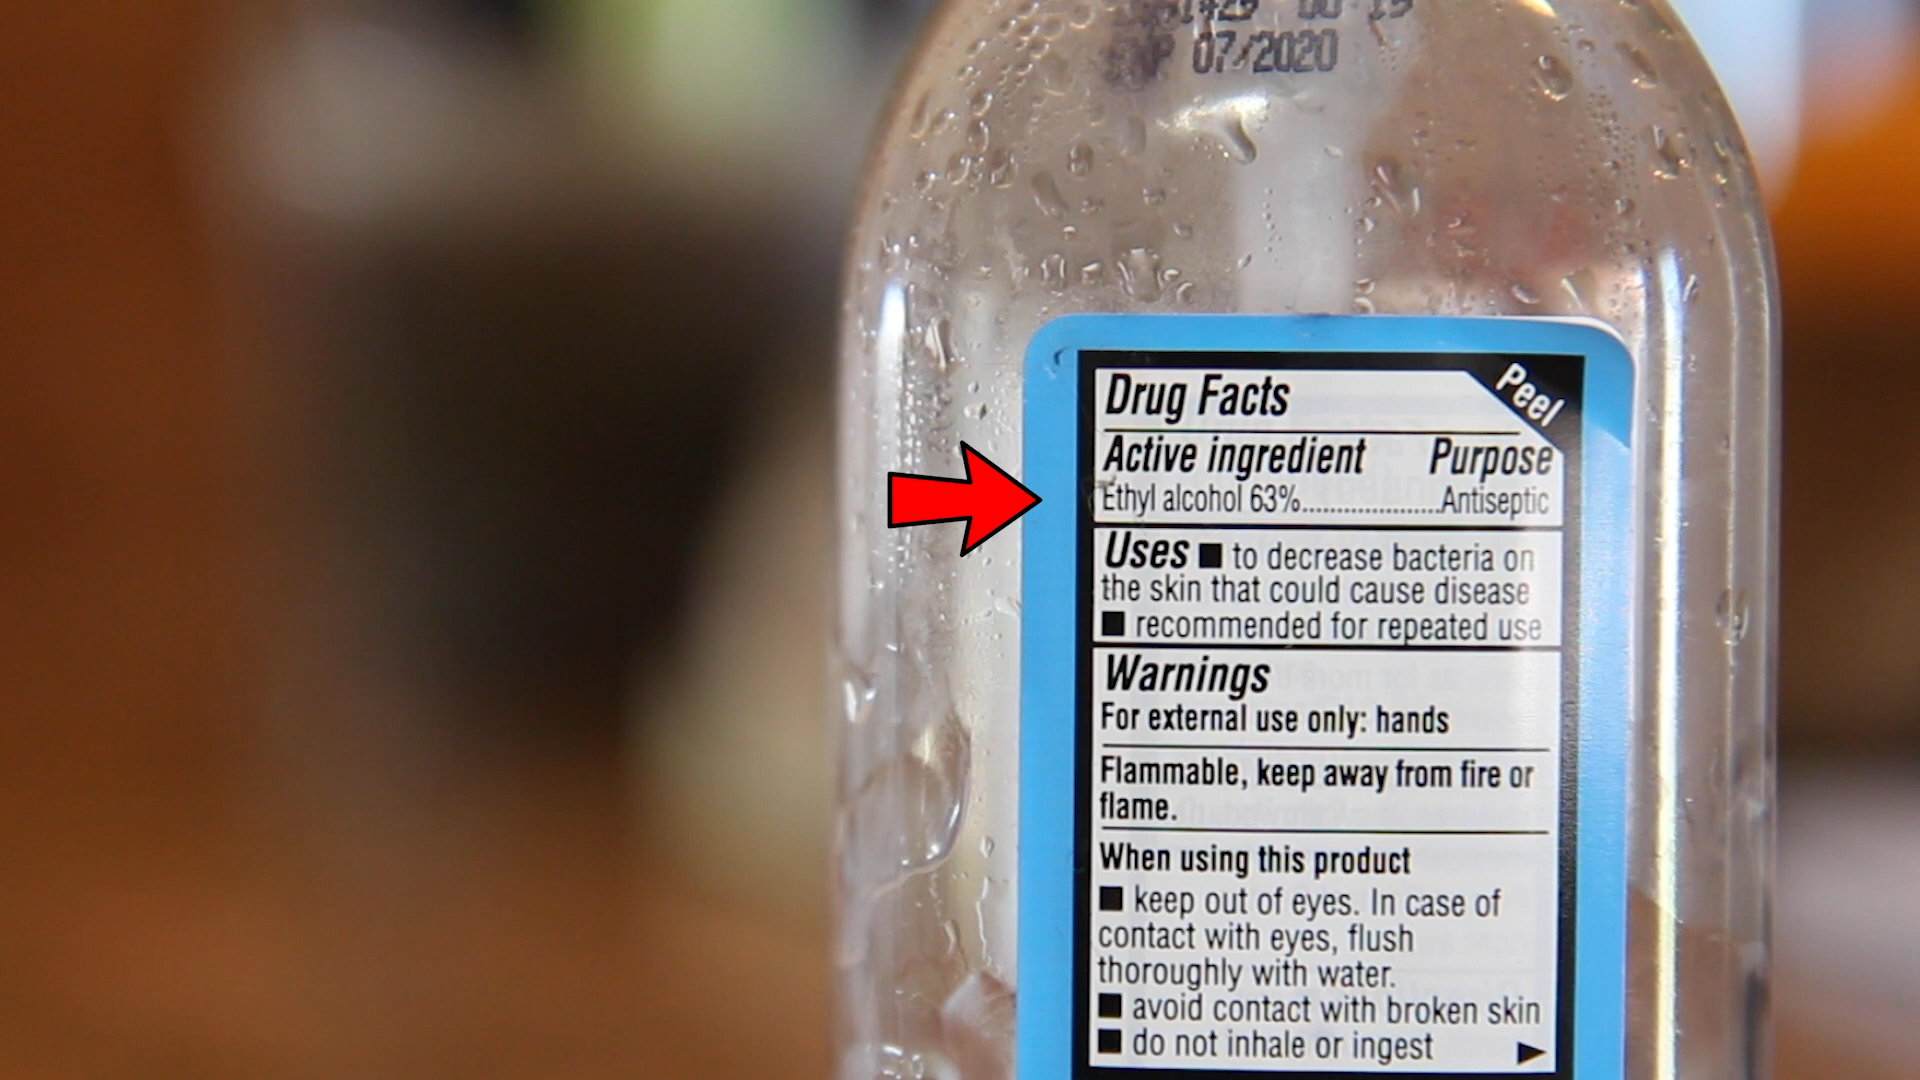 07/2020
Peel
Drug Facts
Active ingredient Purpose
Ethyl alcohol 63%......................Antiseptic
Uses ■ to decrease bacteria on
the skin that could cause disease
■ recommended for repeated use
Warnings
For external use only: hands
Flammable, keep away from fire or
flame.
When using this product
■ keep out of eyes. In case of
contact with eyes, flush
thoroughly with water.
■ avoid contact with broken skin
■ do not inhale or ingest